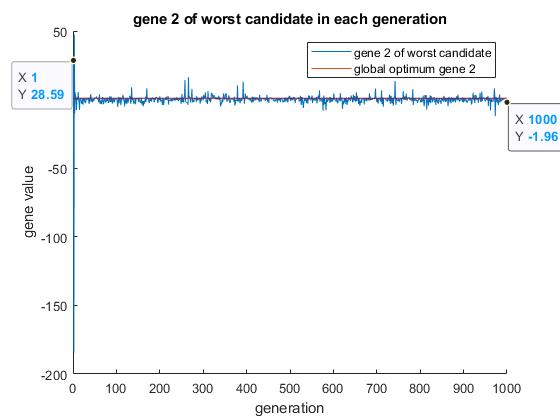 gene 2 of worst candidate in each generation
50
gene 2 of worst candidate
global optimum gene 2
X 1
Y 28.59
X 1000
Y -1.96
-50
-100
-150
-200
gene value
0 100 200 300 400 500 600 700 800 900 1000
generation